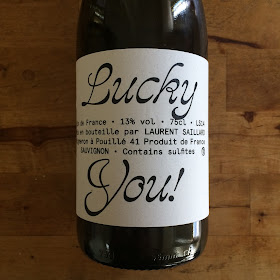 Lucky
de France • 13% vol • 75cl •
en bouteille par LAURENT SAILLARD
à Pouillé 41 Produit de France
SAUVIGNON • Contains sulfites
You!